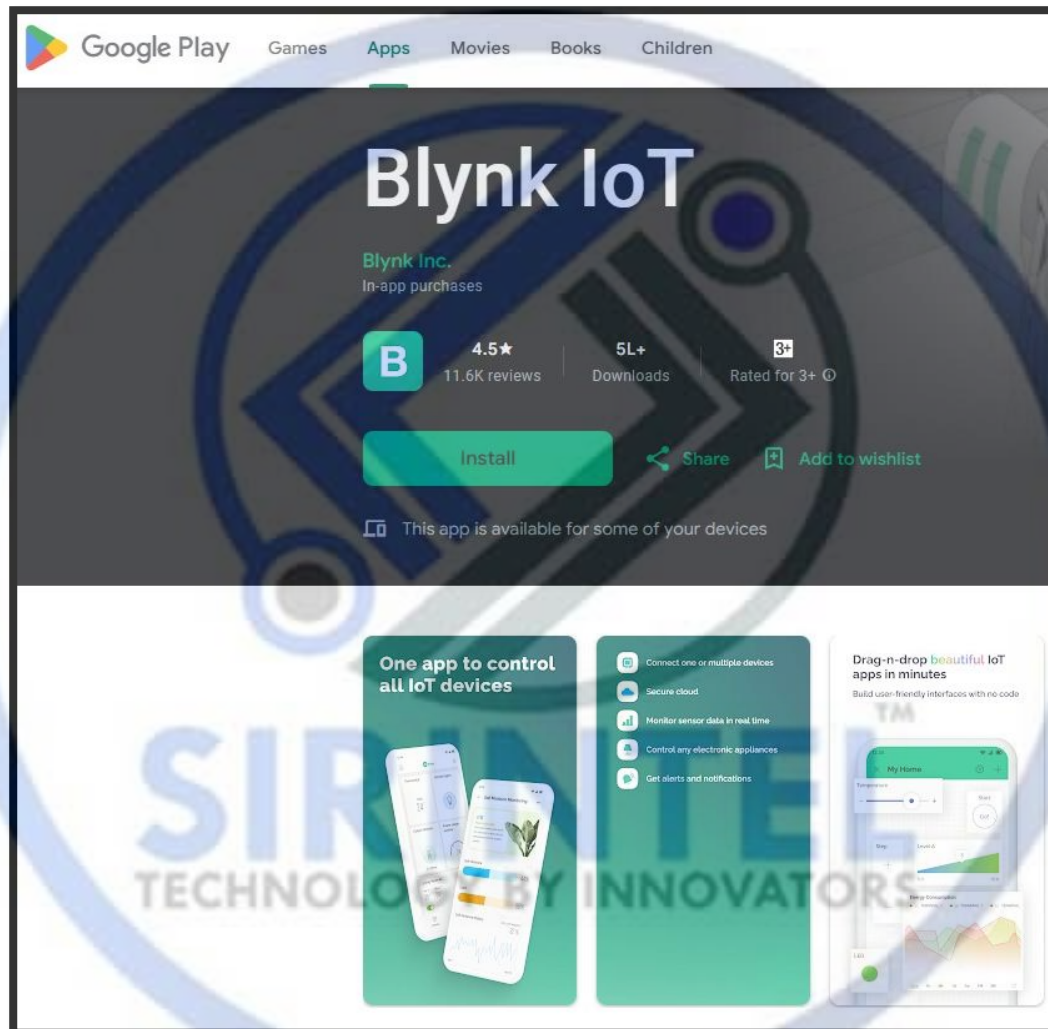 Google Play Games Apps Movies Books Children
Blynk IoT
Blynk Inc.
In-app purchases
B
4.5★ 5L+ 3+
11.6K reviews Downloads Rated for 3+
Install Share Add to wishlist
This app is available for some of your devices
One app to control
all IoT devices
Connect one or multiple devices
Secure cloud
Monitor sensor data in real time
Control any electronic appliances
Get alerts and notifications
Drag-n-drop beautiful IoT
apps in minutes
Build user-friendly interfaces with no code
My Home
Level A
SIRINTEL
TM
TECHNOLOGY BY INNOVATORS